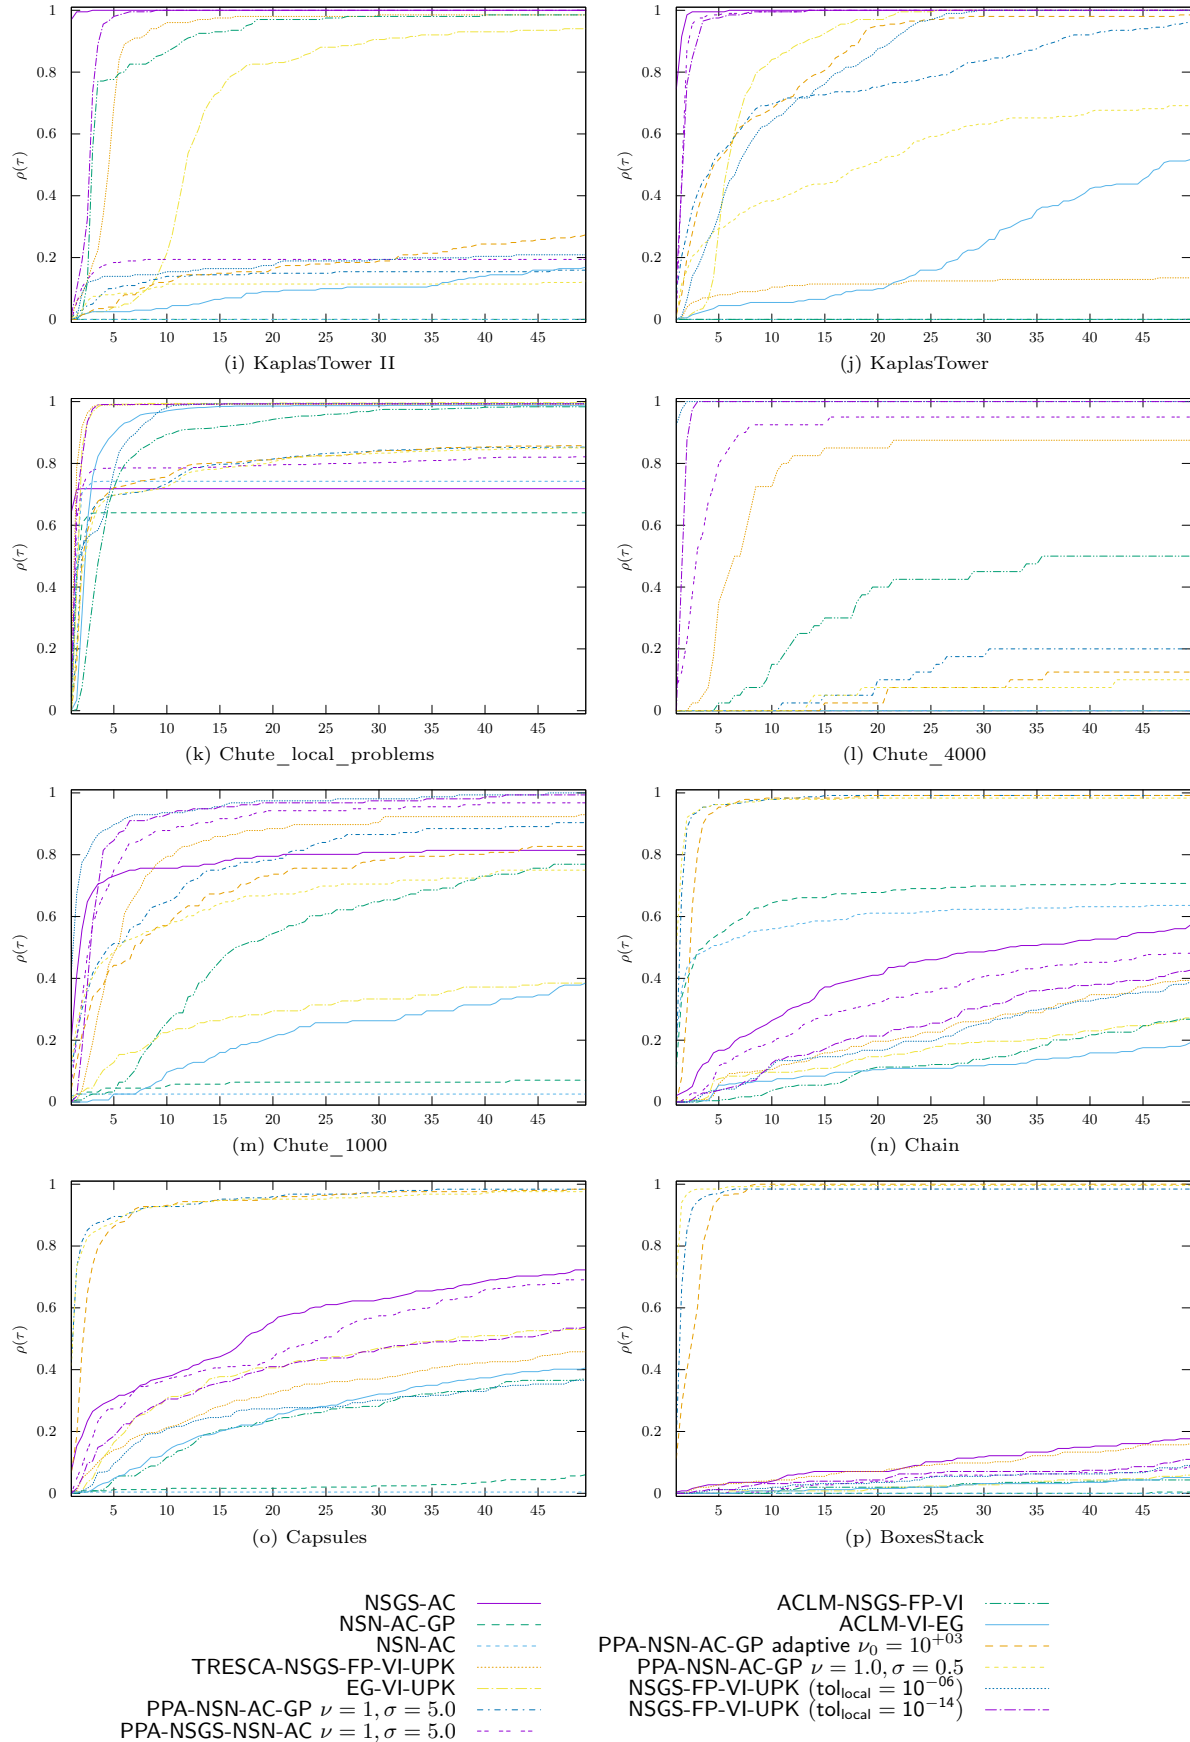 1
0.8
0.6
0.4
0.2
0
ρ(τ)
5 10 15 20 25 30 35 40 45
(i) KaplasTower II
1
0.8
0.6
0.4
0.2
0
ρ(τ)
5 10 15 20 25 30 35 40 45
(j) KaplasTower
1
0.8
0.6
0.4
0.2
0
ρ(τ)
5 10 15 20 25 30 35 40 45
(k) Chute_local_problems
1
0.8
0.6
0.4
0.2
0
ρ(τ)
5 10 15 20 25 30 35 40 45
(l) Chute_4000
1
0.8
0.6
0.4
0.2
0
ρ(τ)
5 10 15 20 25 30 35 40 45
(m) Chute_1000
1
0.8
0.6
0.4
0.2
0
ρ(τ)
5 10 15 20 25 30 35 40 45
(n) Chain
1
0.8
0.6
0.4
0.2
0
ρ(τ)
5 10 15 20 25 30 35 40 45
(o) Capsules
1
0.8
0.6
0.4
0.2
0
ρ(τ)
5 10 15 20 25 30 35 40 45
(p) BoxesStack
NSGS-AC
NSN-AC-GP
NSN-AC
TRESCA-NSGS-FP-VI-UPK
EG-VI-UPK
PPA-NSN-AC-GP ν = 1, σ = 5.0
PPA-NSGS-NSN-AC ν = 1, σ = 5.0
ACLM-NSGS-FP-VI
ACLM-VI-EG
PPA-NSN-AC-GP adaptive ν₀ = 10⁺⁰³
PPA-NSN-AC-GP ν = 1.0, σ = 0.5
NSGS-FP-VI-UPK (tol_local = 10⁻⁰⁶)
NSGS-FP-VI-UPK (tol_local = 10⁻¹⁴)